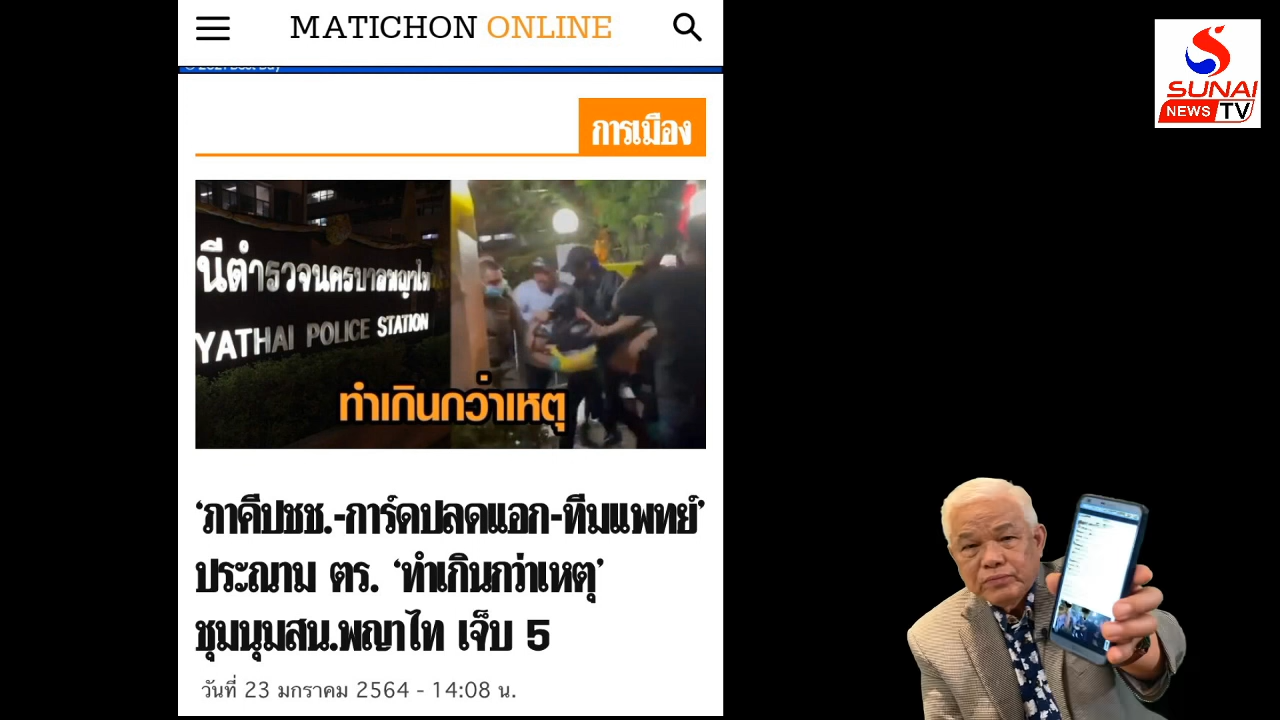 MATICHON ONLINE
SUNAI
NEWS TV
การเมือง
นีตำรวจนครบาลพญาไท
YATHAI POLICE STATION
ทำเกินกว่าเหตุ
‘ภาคีปชช.-การ์ดปลดแอก-ทีมแพทย์’
ประณาม ตร. ‘ทำเกินกว่าเหตุ’
ชุมนุมสน.พญาไท เจ็บ 5
วันที่ 23 มกราคม 2564 - 14:08 น.